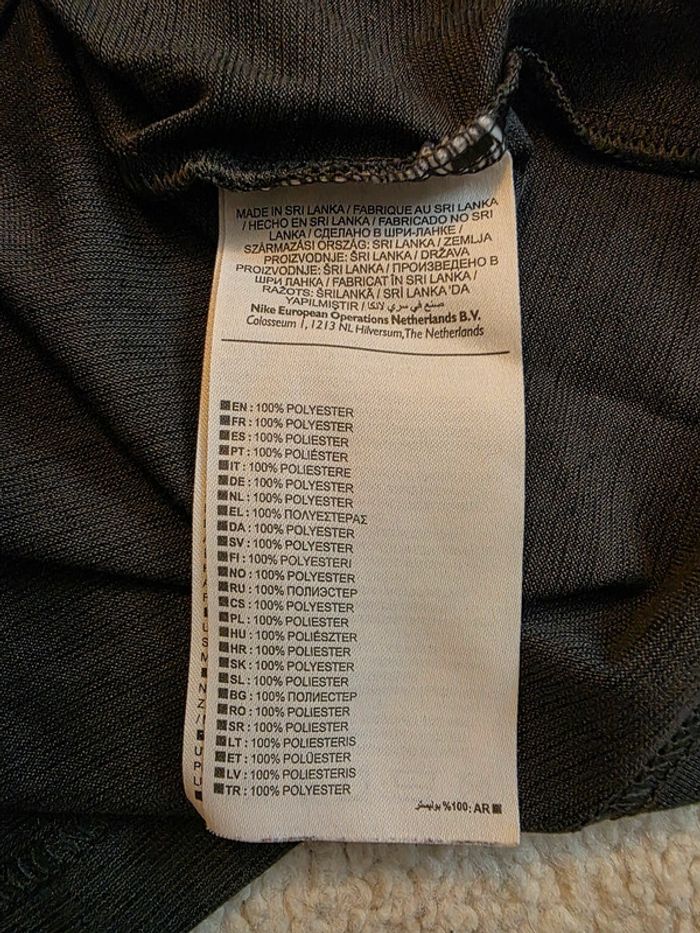 MADE IN SRI LANKA / FABRIQUE AU SRI LANKA
/ HECHO EN SRI LANKA / FABRICADO NO SRI
LANKA / СДЕЛАНО В ШРИ-ЛАНКЕ /
SZÁRMAZÁSI ORSZÁG: SRI LANKA / ZEMLJA
PROIZVODNJE: ŠRI LANKA / DRŽAVA
PROIZVODNJE: ŠRI LANKA / ПРОИЗВЕДЕНО В
ШРИ ЛАНКА / FABRICAT ÎN SRI LANKA /
RAŽOTS: ŠRILANKĀ / SRİ LANKA 'DA
YAPILMIŞTIR / صنع في سري لانكا
Nike European Operations Netherlands B.V.
Colosseum 1, 1213 NL Hilversum, The Netherlands
EN : 100% POLYESTER
FR : 100% POLYESTER
ES : 100% POLIÉSTER
PT : 100% POLIÉSTER
IT : 100% POLIESTERE
DE : 100% POLYESTER
NL : 100% POLYESTER
EL : 100% ΠΟΛΥΕΣΤΕΡΑΣ
DA : 100% POLYESTER
SV : 100% POLYESTER
FI : 100% POLYESTERI
NO : 100% POLYESTER
RU : 100% ПОЛИЭСТЕР
CS : 100% POLYESTER
PL : 100% POLIESTER
HU : 100% POLIÉSZTER
HR : 100% POLIESTER
SK : 100% POLYESTER
SL : 100% POLIESTER
BG : 100% ПОЛИЕСТЕР
RO : 100% POLIESTER
SR : 100% POLIESTER
LT : 100% POLIESTERIS
ET : 100% POLÜESTER
LV : 100% POLIESTERIS
TR : 100% POLYESTER
AR :100% بوليستر